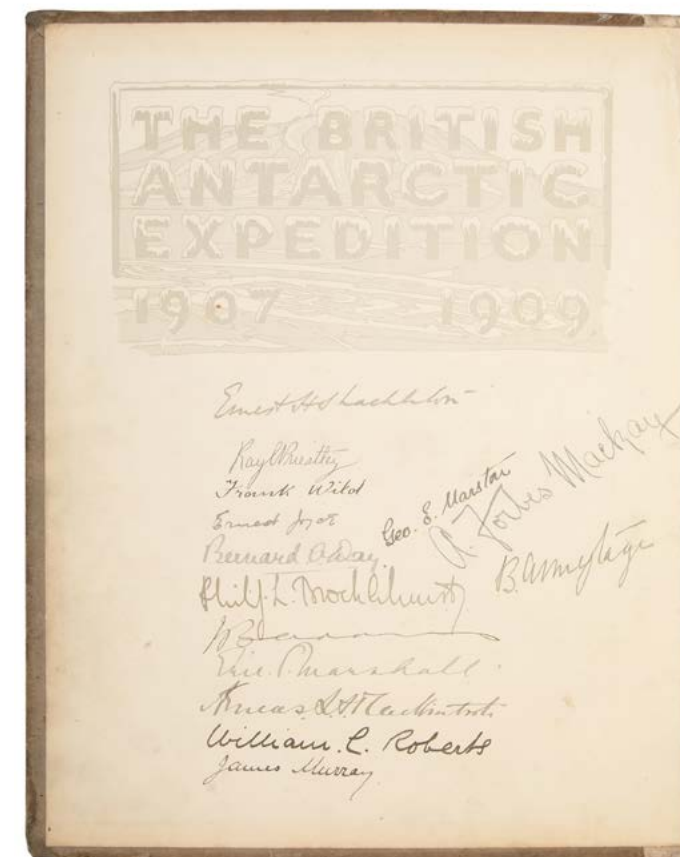 THE BRITISH
ANTARCTIC
EXPEDITION
1907 1909
Ernest H Shackleton
Raymond Priestley
Frank Wild
Ernest Joyce
Geo. E. Marston
A. Forbes Mackay
Bernard C Day.
B. Armytage
Philip L. Brocklehurst
Eric. S. Marshall.
Aeneas. L. A. Mackintosh
William. C. Roberts
James Murray